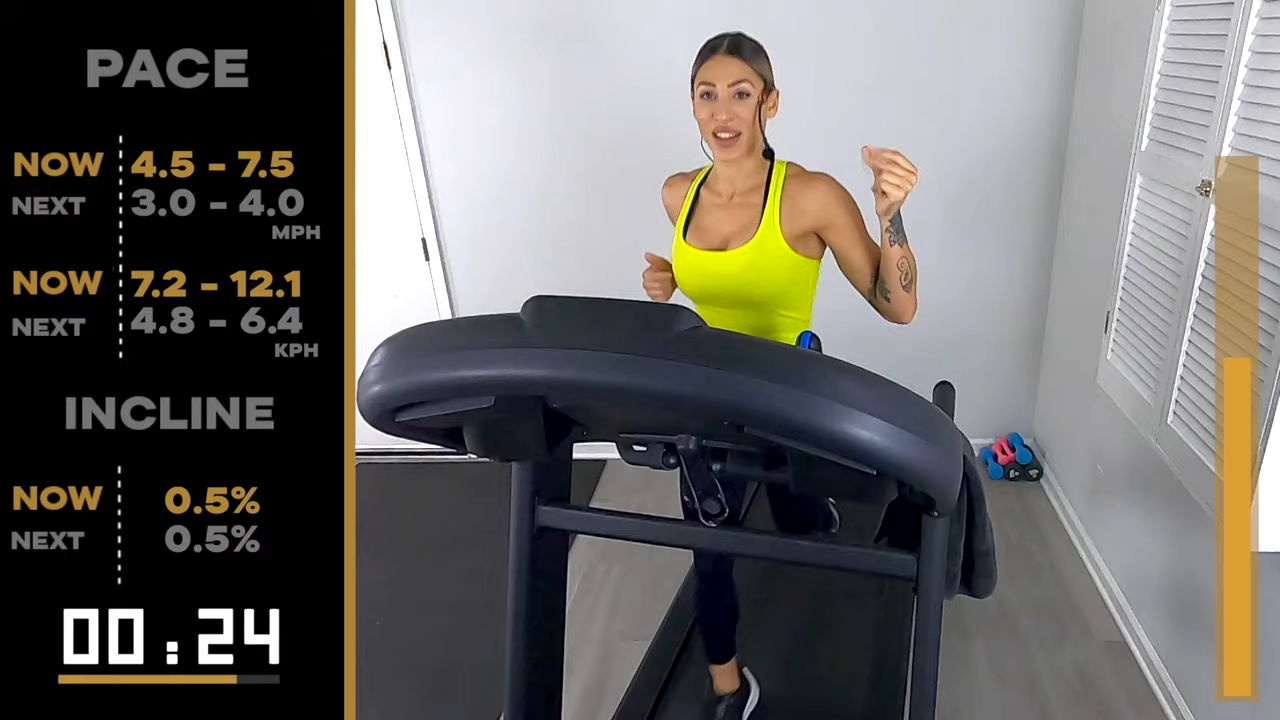 PACE
NOW 4.5 - 7.5
NEXT 3.0 - 4.0
MPH
NOW 7.2 - 12.1
NEXT 4.8 - 6.4
KPH
INCLINE
NOW 0.5%
NEXT 0.5%
00:24